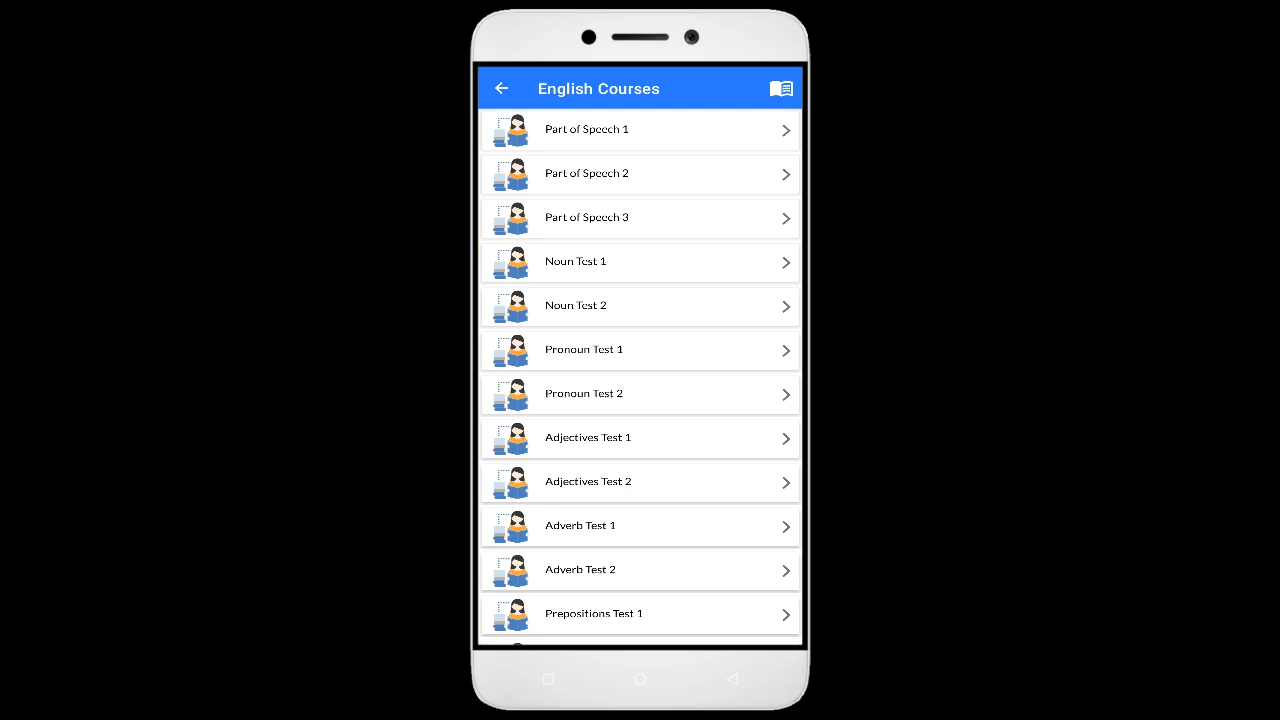 English Courses
Part of Speech 1
Part of Speech 2
Part of Speech 3
Noun Test 1
Noun Test 2
Pronoun Test 1
Pronoun Test 2
Adjectives Test 1
Adjectives Test 2
Adverb Test 1
Adverb Test 2
Prepositions Test 1